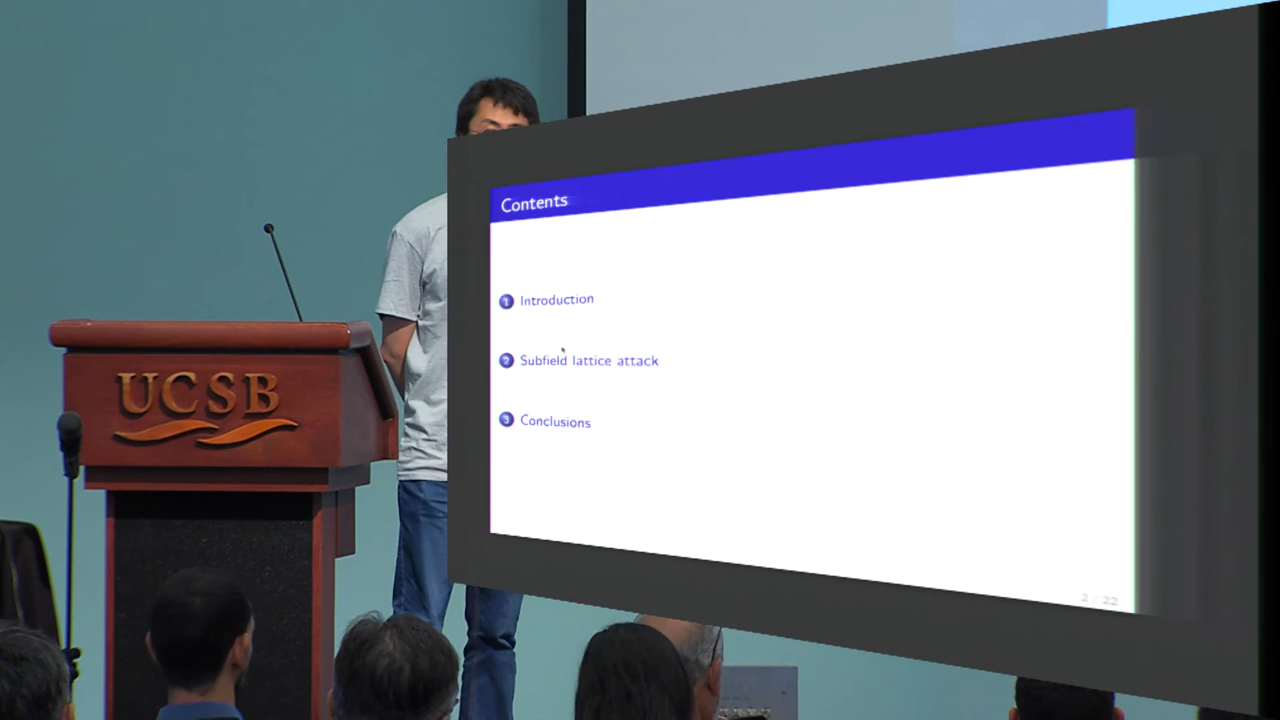 UCSB
Contents
1 Introduction
2 Subfield lattice attack
3 Conclusions
2 / 22